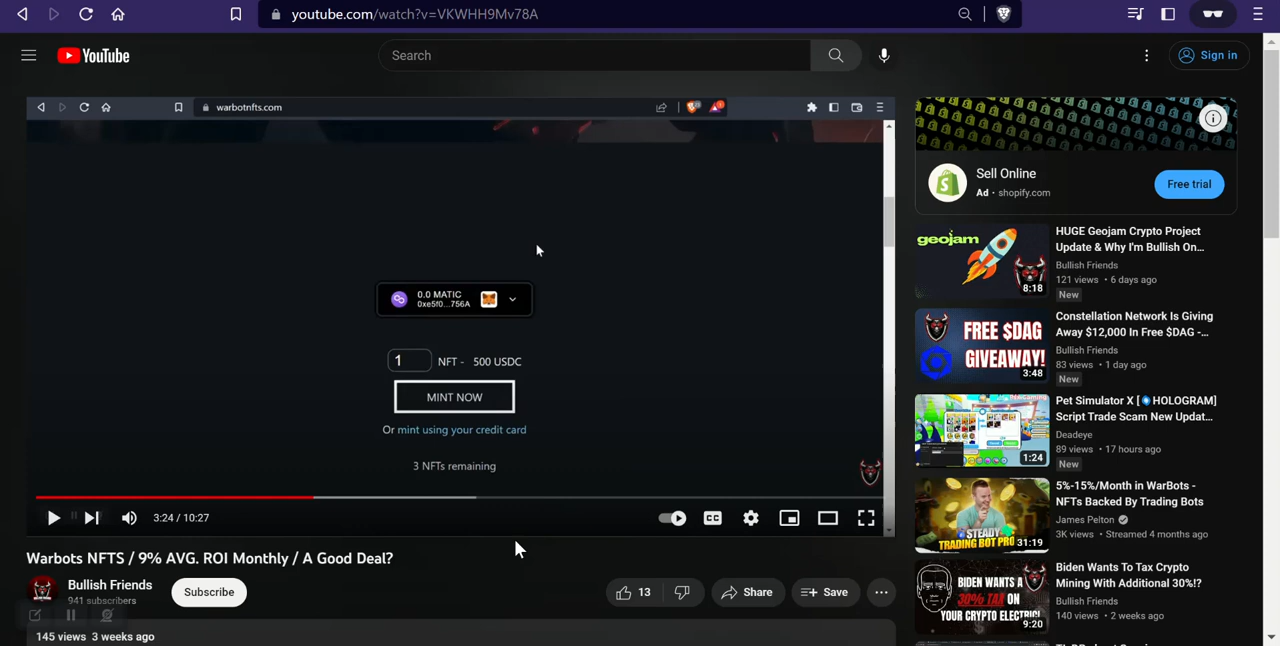 youtube.com/watch?v=VKWHH9Mv78A
YouTube
Search
Sign in
warbotnfts.com
0.0 MATIC
0xe5f0...756A
1 NFT - 500 USDC
MINT NOW
Or mint using your credit card
3 NFTs remaining
3:24 / 10:27
CC
Warbots NFTS / 9% AVG. ROI Monthly / A Good Deal?
Bullish Friends
941 subscribers
Subscribe
13
Share
Save
145 views 3 weeks ago
Sell Online
Ad · shopify.com
Free trial
geojam
8:18
HUGE Geojam Crypto Project
Update & Why I'm Bullish On...
Bullish Friends
121 views · 6 days ago
New
FREE $DAG
GIVEAWAY!
3:48
Constellation Network Is Giving
Away $12,000 In Free $DAG -...
Bullish Friends
83 views · 1 day ago
New
1:24
Pet Simulator X [HOLOGRAM]
Script Trade Scam New Updat...
Deadeye
89 views · 17 hours ago
New
STEADY
TRADING BOT PRO
31:19
5%-15%/Month in WarBots -
NFTs Backed By Trading Bots
James Pelton
3K views · Streamed 4 months ago
BIDEN WANTS TO
30% TAX ON
YOUR CRYPTO ELECTRIC
9:20
Biden Wants To Tax Crypto
Mining With Additional 30%!?
Bullish Friends
140 views · 2 weeks ago